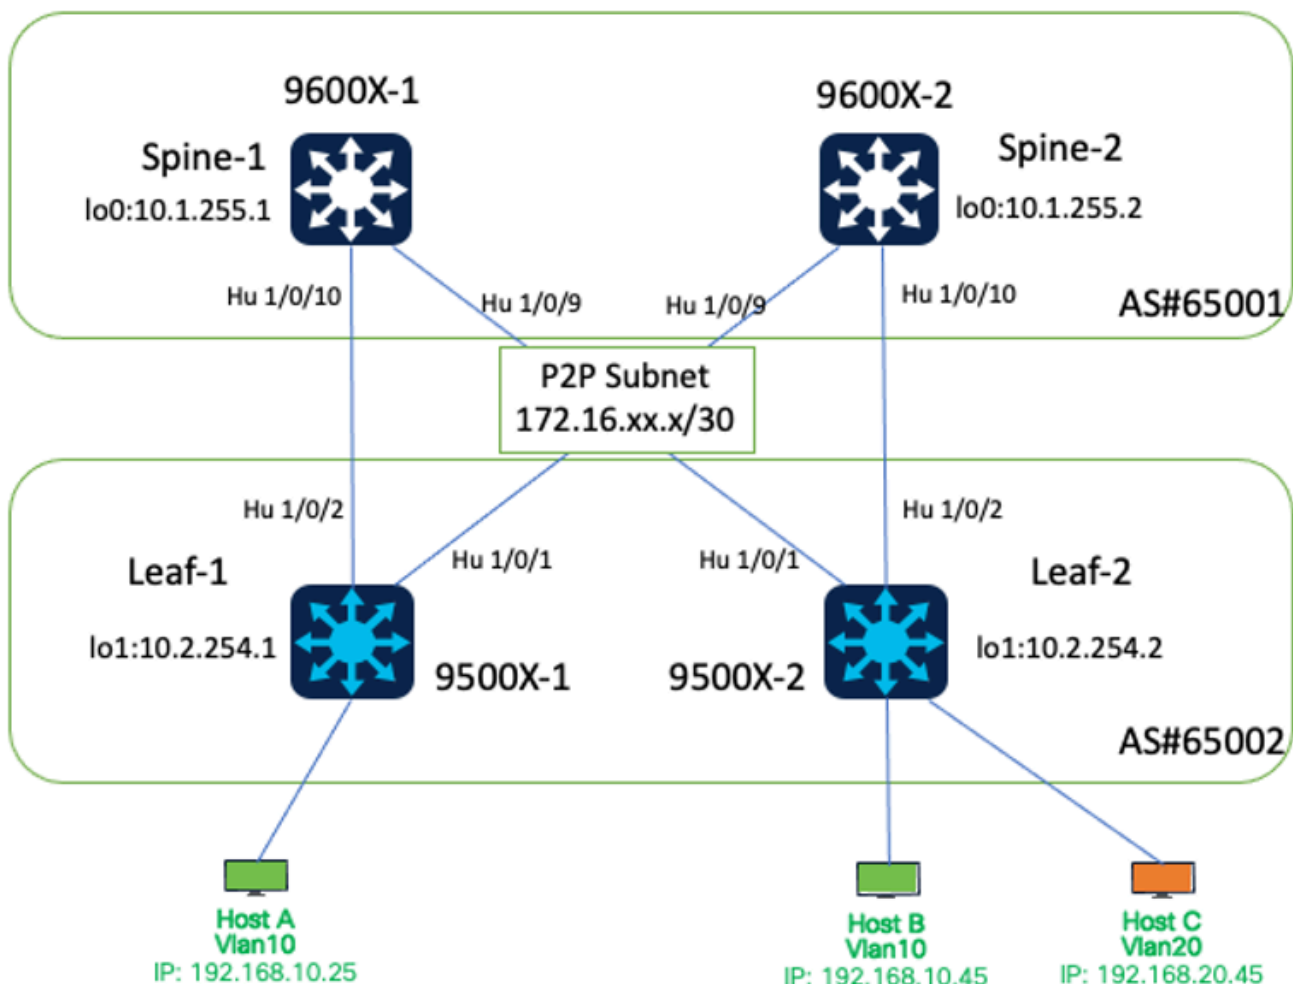 9600X-1
9600X-2
Spine-1
Spine-2
lo0:10.1.255.1
lo0:10.1.255.2
Hu 1/0/10
Hu 1/0/9
Hu 1/0/9
Hu 1/0/10
AS#65001
P2P Subnet
172.16.xx.x/30
Hu 1/0/2
Hu 1/0/2
Hu 1/0/1
Hu 1/0/1
Leaf-1
Leaf-2
lo1:10.2.254.1
lo1:10.2.254.2
9500X-1
9500X-2
AS#65002
Host A
Vlan10
IP: 192.168.10.25
Host B
Vlan10
IP: 192.168.10.45
Host C
Vlan20
IP: 192.168.20.45